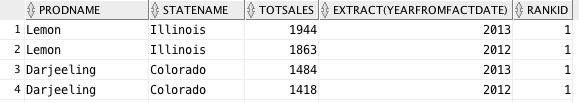 PRODNAME STATENAME TOTSALES EXTRACT(YEARFROMFACTDATE) RANKID
1 Lemon Illinois 1944 2013 1
2 Lemon Illinois 1863 2012 1
3 Darjeeling Colorado 1484 2013 1
4 Darjeeling Colorado 1418 2012 1